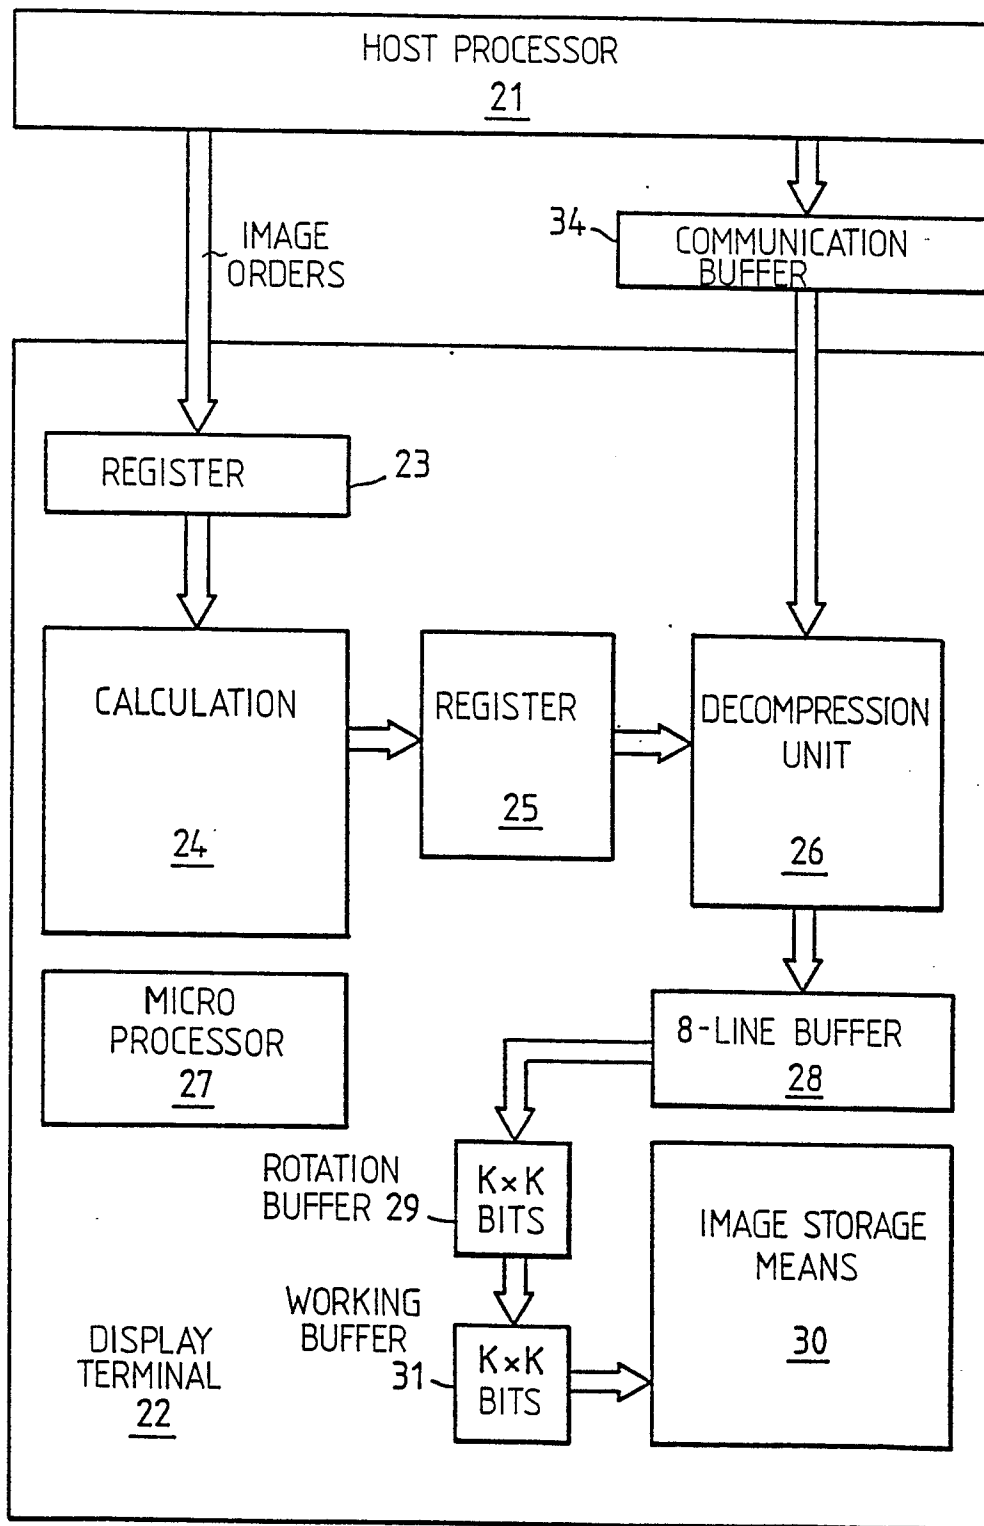 HOST PROCESSOR
21
34
COMMUNICATION
BUFFER
IMAGE
ORDERS
REGISTER
23
CALCULATION
24
REGISTER
25
DECOMPRESSION
UNIT
26
MICRO
PROCESSOR
27
8-LINE BUFFER
28
ROTATION
BUFFER 29
K×K
BITS
IMAGE STORAGE
MEANS
30
WORKING
BUFFER
31
K×K
BITS
DISPLAY
TERMINAL
22